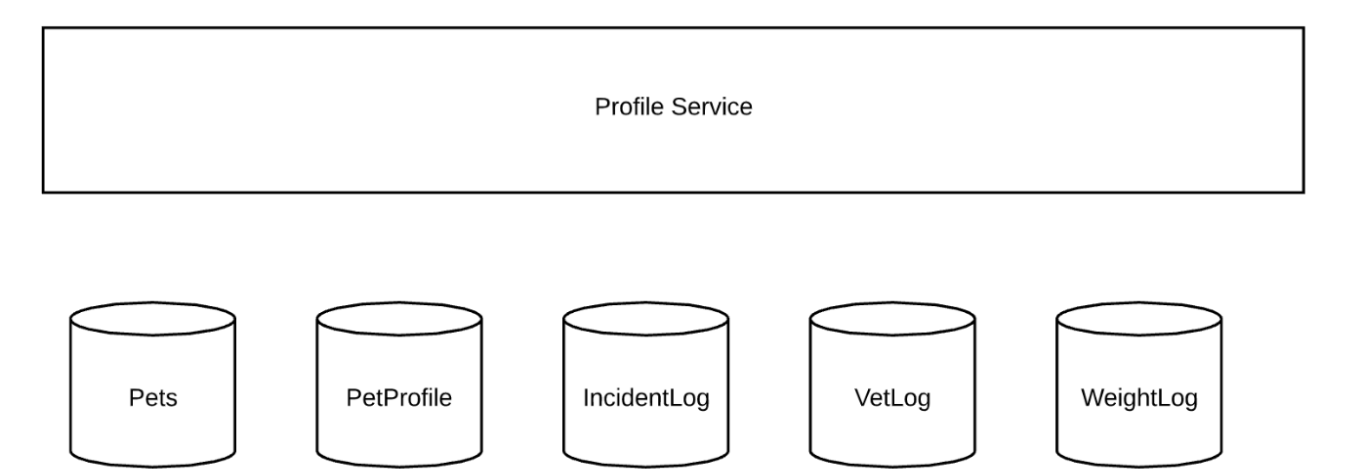 Profile Service
Pets
PetProfile
IncidentLog
VetLog
WeightLog